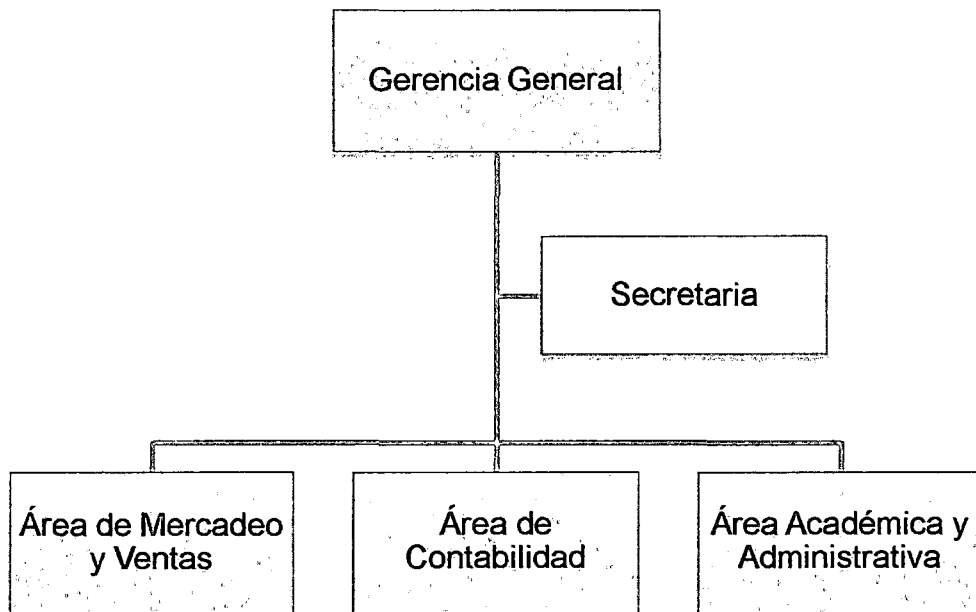 Gerencia General
Secretaria
Área de Mercadeo
y Ventas
Área de
Contabilidad
Área Académica y
Administrativa